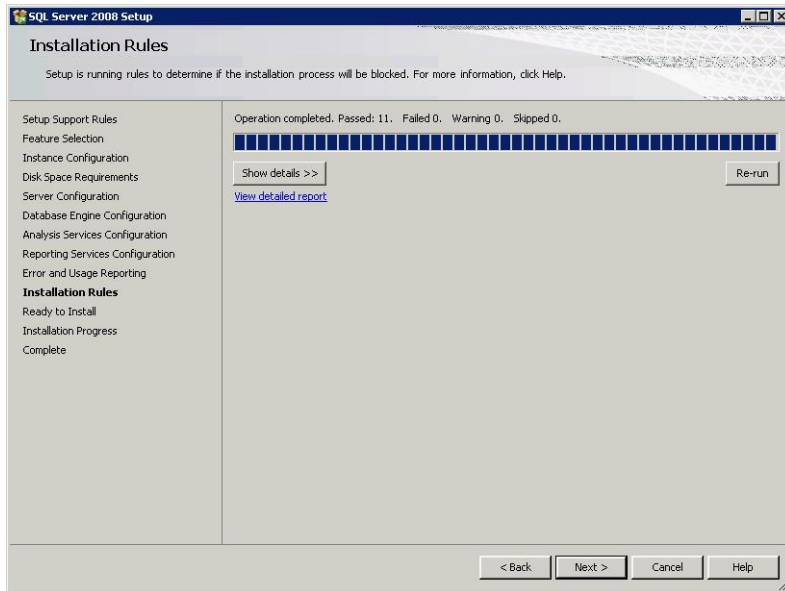 SQL Server 2008 Setup
Installation Rules
Setup is running rules to determine if the installation process will be blocked. For more information, click Help.
Setup Support Rules
Feature Selection
Instance Configuration
Disk Space Requirements
Server Configuration
Database Engine Configuration
Analysis Services Configuration
Reporting Services Configuration
Error and Usage Reporting
Installation Rules
Ready to Install
Installation Progress
Complete
Operation completed. Passed: 11.   Failed 0.   Warning 0.   Skipped 0.
Show details >>
Re-run
View detailed report
< Back
Next >
Cancel
Help